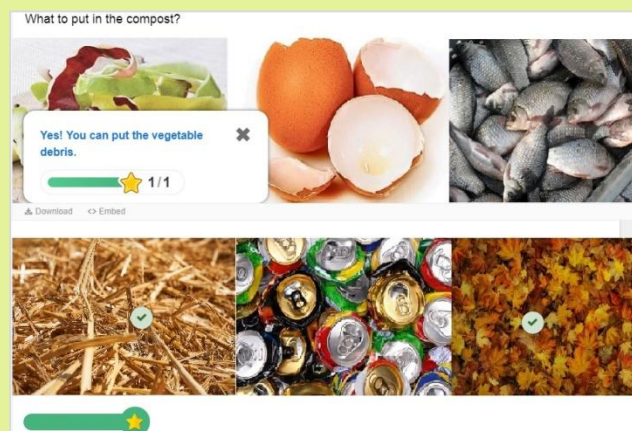 What to put in the compost?
Yes! You can put the vegetable
debris.
1/1
Download <> Embed